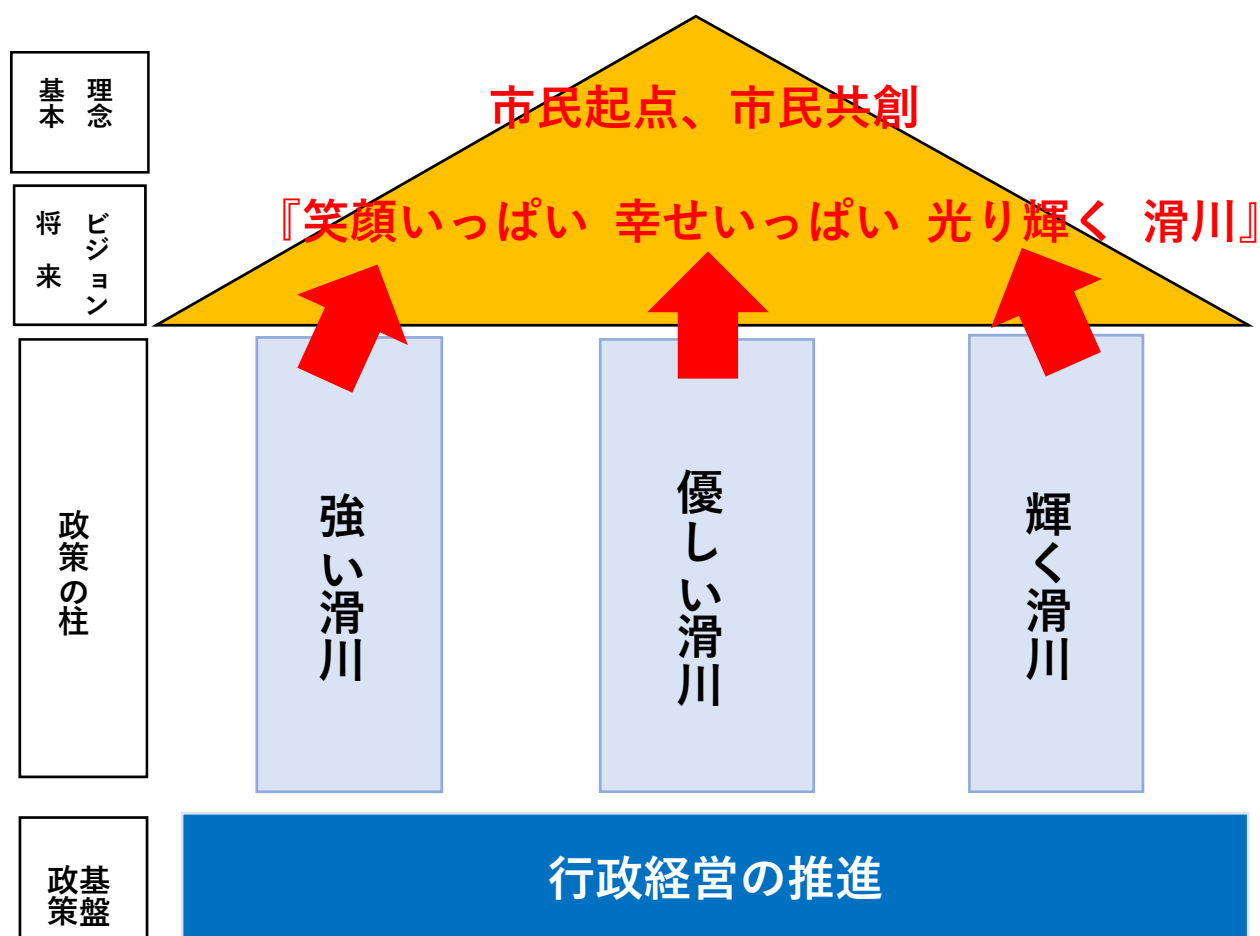 基本
理念
市民起点、市民共創
将来
ビジョン
『笑顔いっぱい 幸せいっぱい 光り輝く 滑川』
政策の柱
強い滑川
優しい滑川
輝く滑川
政策
基盤
行政経営の推進